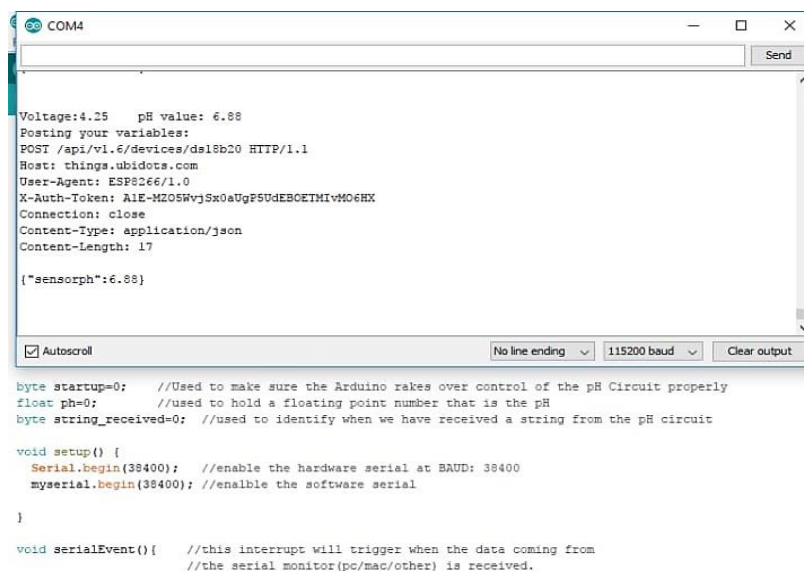 COM4
Send
Voltage:4.25 pH value: 6.88
Posting your variables:
POST /api/v1.6/devices/ds18b20 HTTP/1.1
Host: things.ubidots.com
User-Agent: ESP8266/1.0
X-Auth-Token: A1E-MZO5WvjSx0aUgP5UdEBOETMIvMO6HX
Connection: close
Content-Type: application/json
Content-Length: 17
{"sensorph":6.88}
Autoscroll
No line ending
115200 baud
Clear output
byte startup=0; //Used to make sure the Arduino rakes over control of the pH Circuit properly
float ph=0; //used to hold a floating point number that is the pH
byte string_received=0; //used to identify when we have received a string from the pH circuit
void setup() {
Serial.begin(38400); //enable the hardware serial at BAUD: 38400
myserial.begin(38400); //enalble the software serial
}
void serialEvent(){ //this interrupt will trigger when the data coming from
//the serial monitor(pc/mac/other) is received.